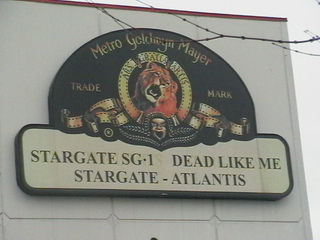 Metro Goldwyn Mayer
ARS GRATIA ARTIS
TRADE MARK
®
STARGATE SG·1 DEAD LIKE ME
STARGATE - ATLANTIS